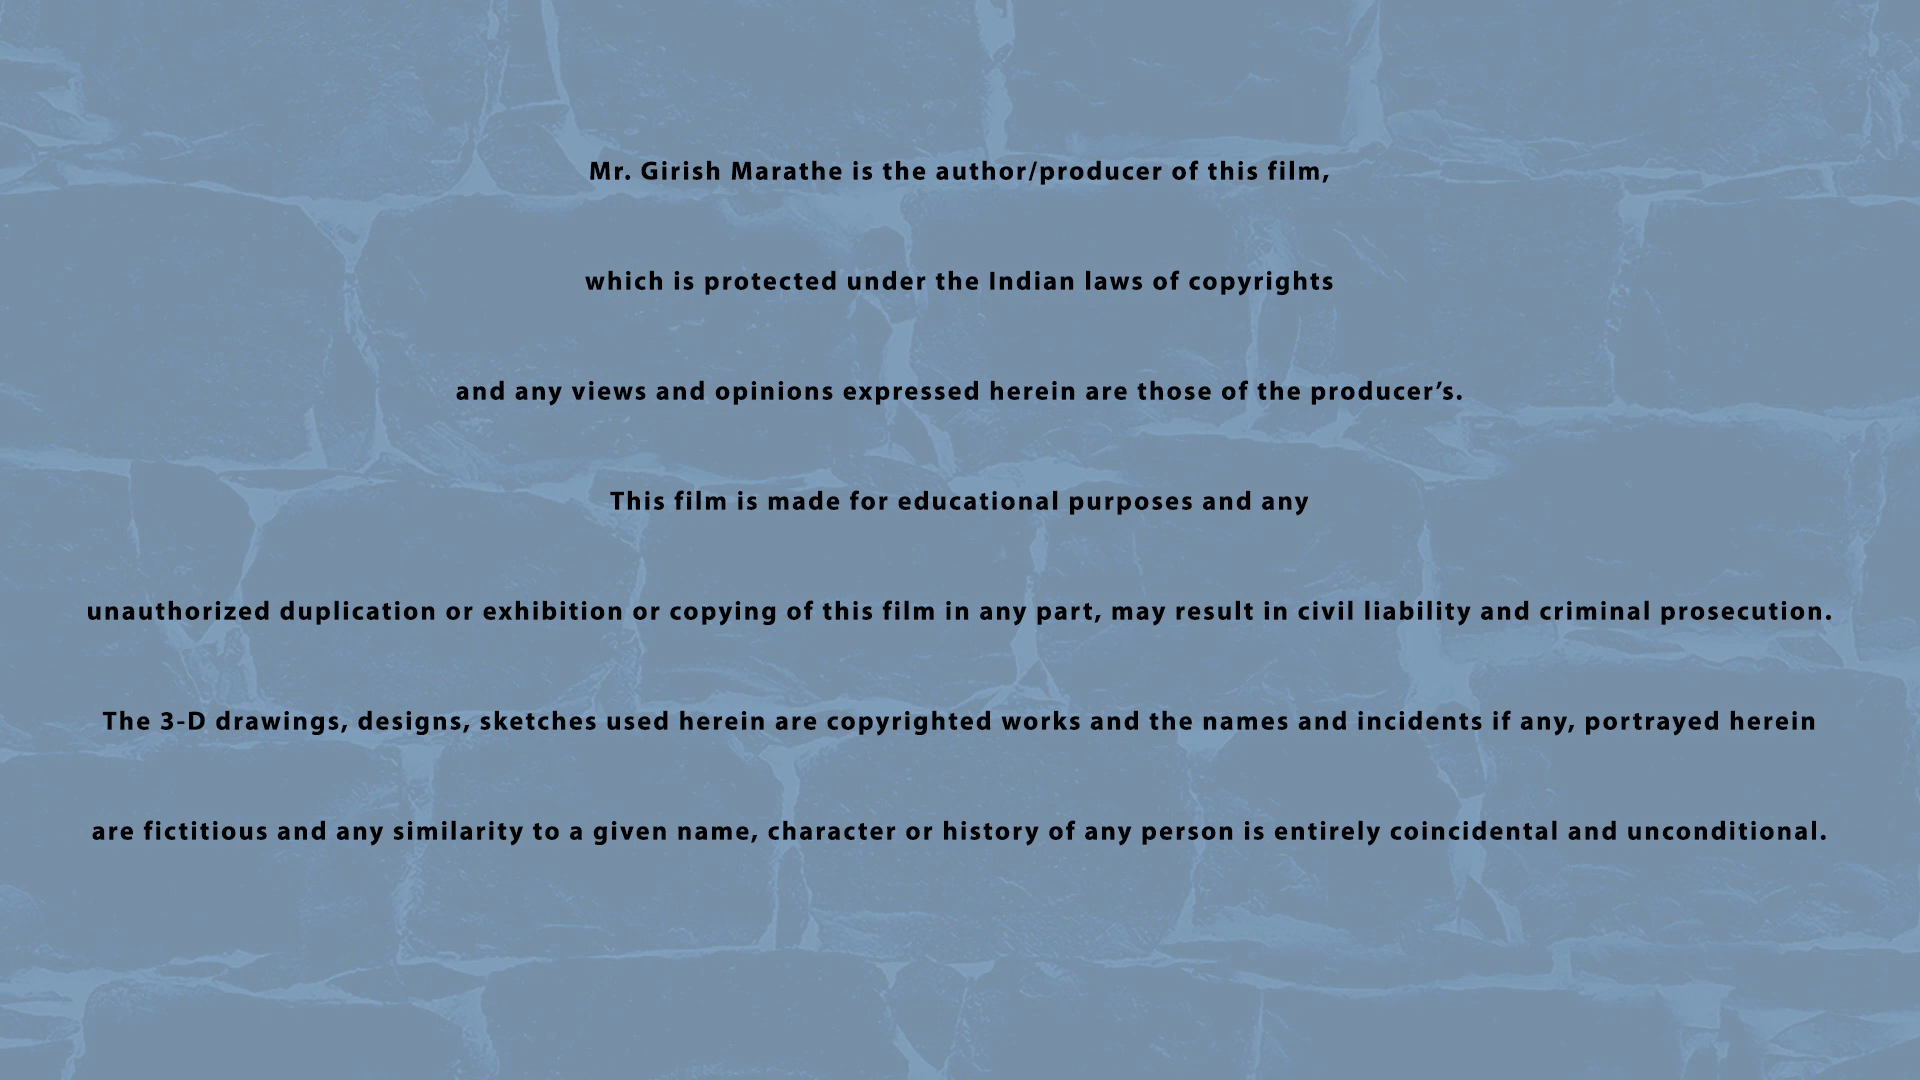 Mr. Girish Marathe is the author/producer of this film,
which is protected under the Indian laws of copyrights
and any views and opinions expressed herein are those of the producer’s.
This film is made for educational purposes and any
unauthorized duplication or exhibition or copying of this film in any part, may result in civil liability and criminal prosecution.
The 3-D drawings, designs, sketches used herein are copyrighted works and the names and incidents if any, portrayed herein
are fictitious and any similarity to a given name, character or history of any person is entirely coincidental and unconditional.